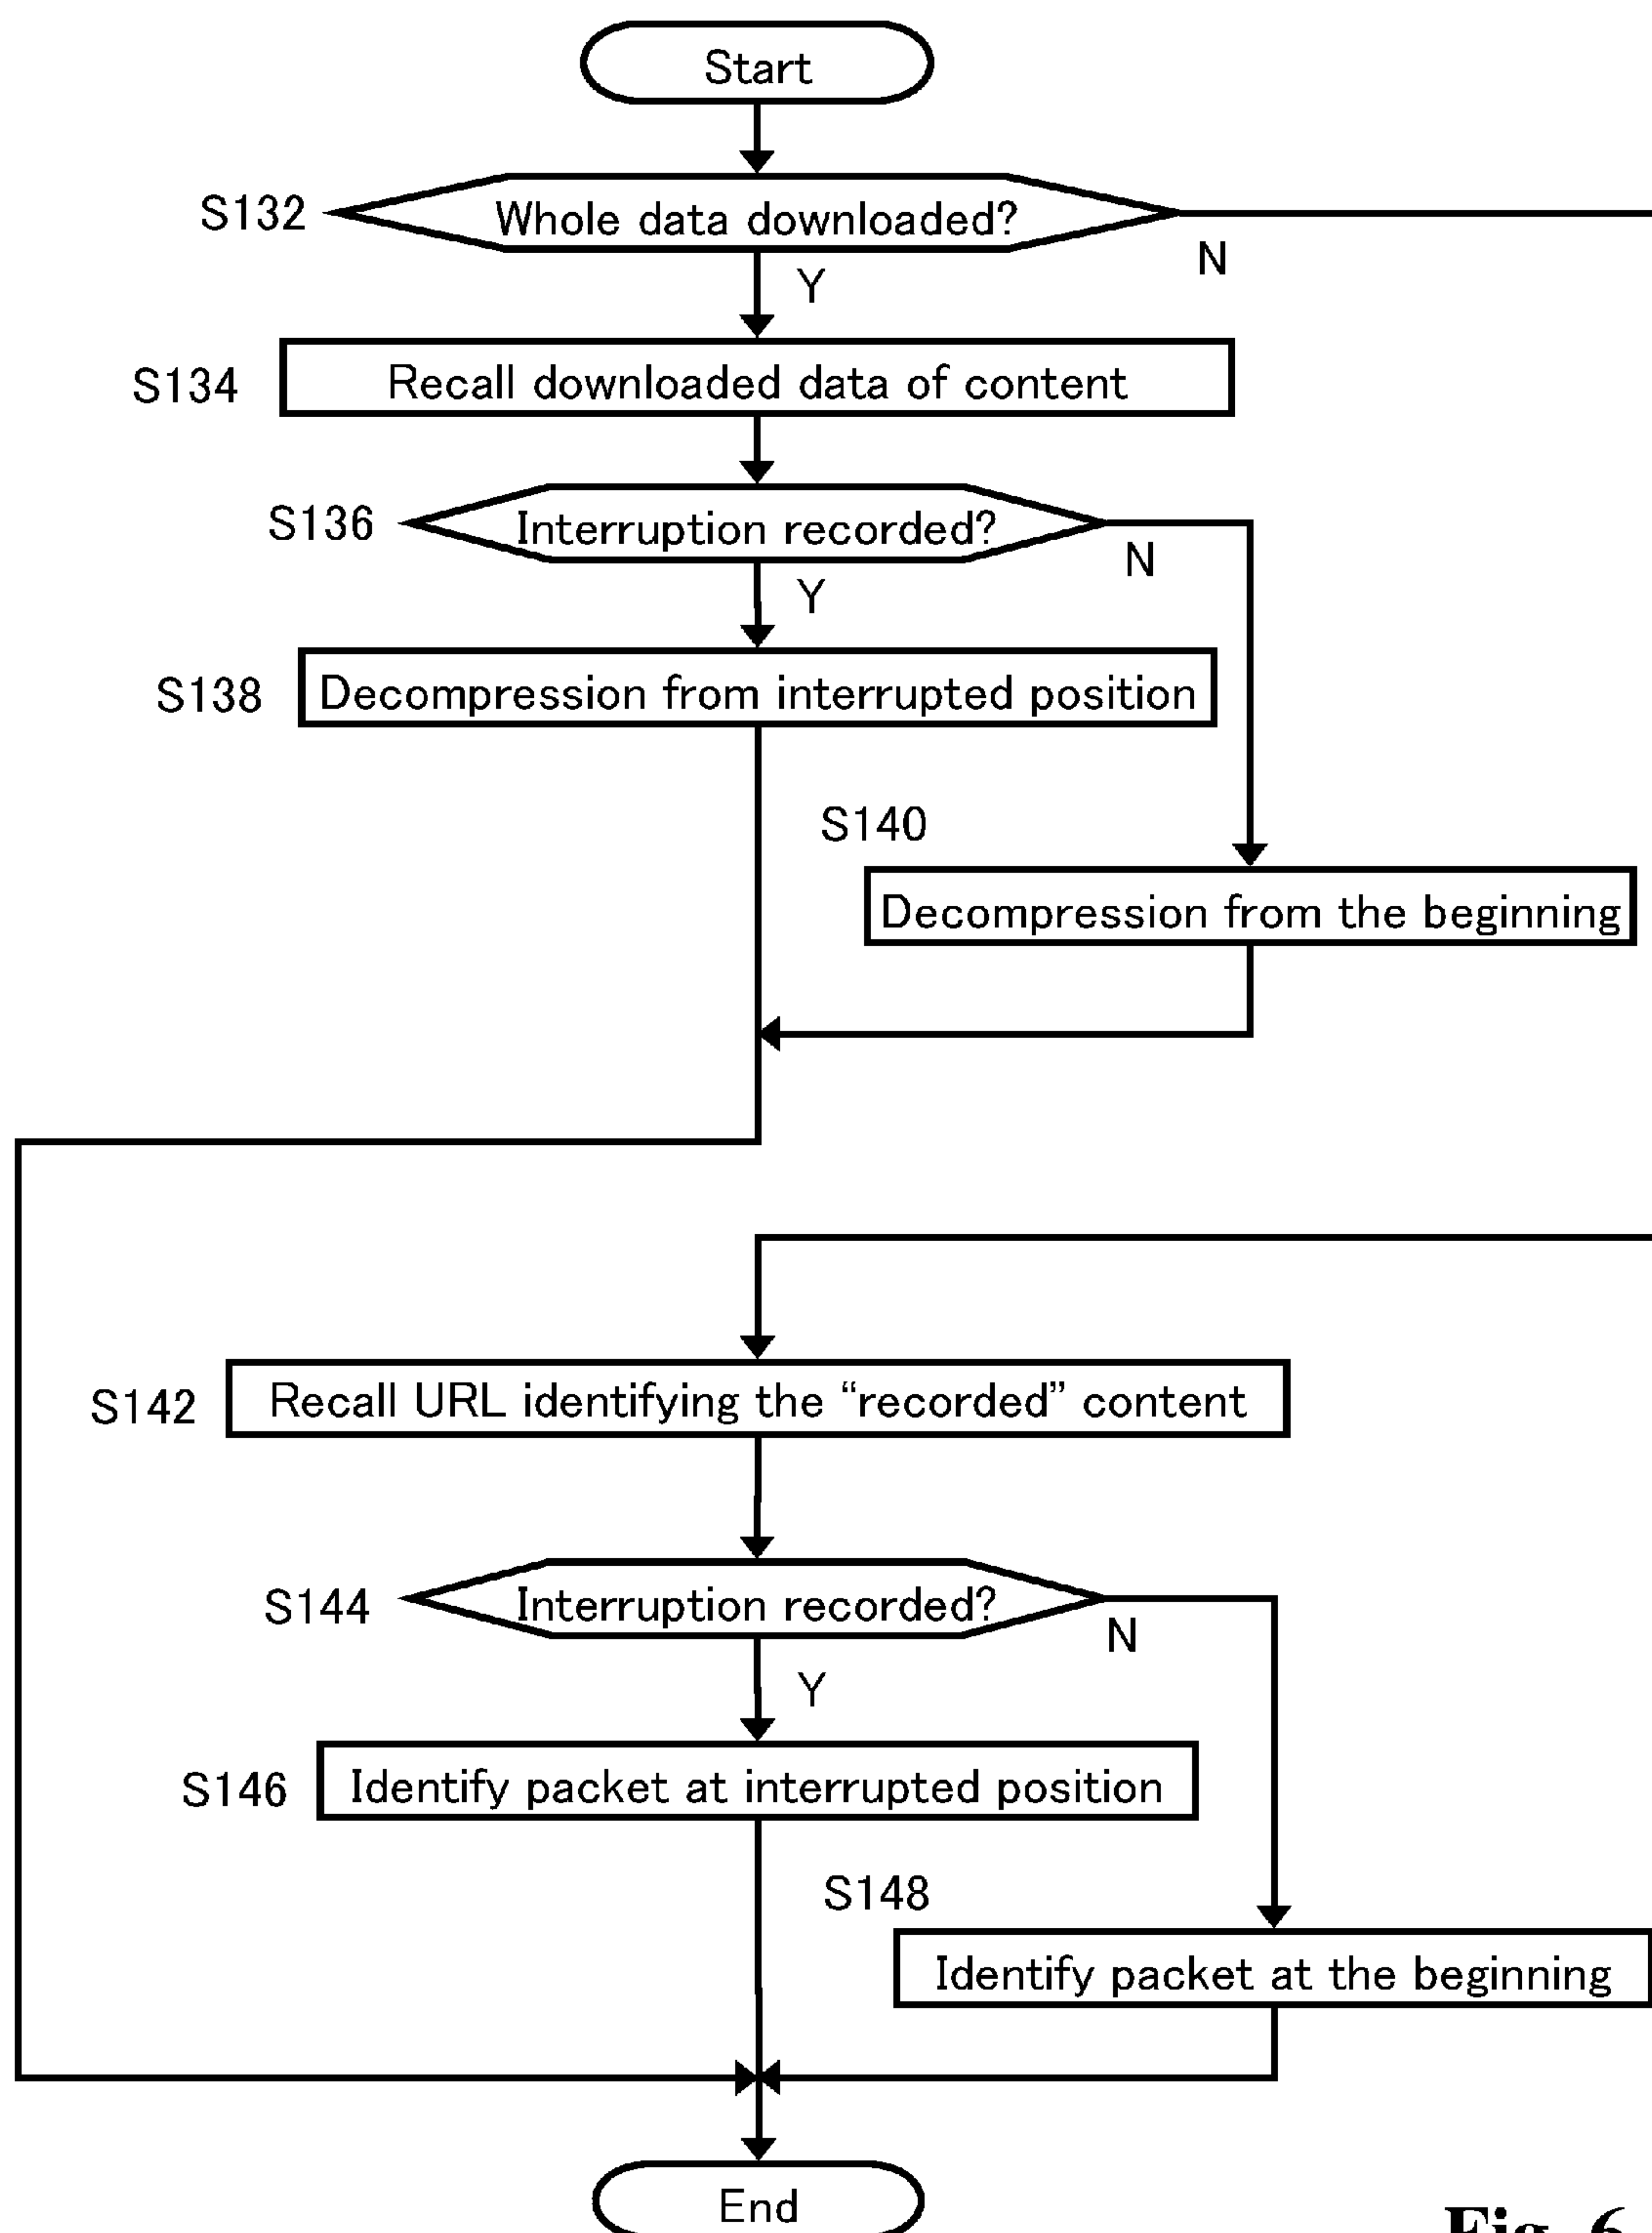 Start
S132
Whole data downloaded?
N
Y
S134
Recall downloaded data of content
S136
Interruption recorded?
N
Y
S138
Decompression from interrupted position
S140
Decompression from the beginning
S142
Recall URL identifying the “recorded” content
S144
Interruption recorded?
N
Y
S146
Identify packet at interrupted position
S148
Identify packet at the beginning
End
Fig. 6